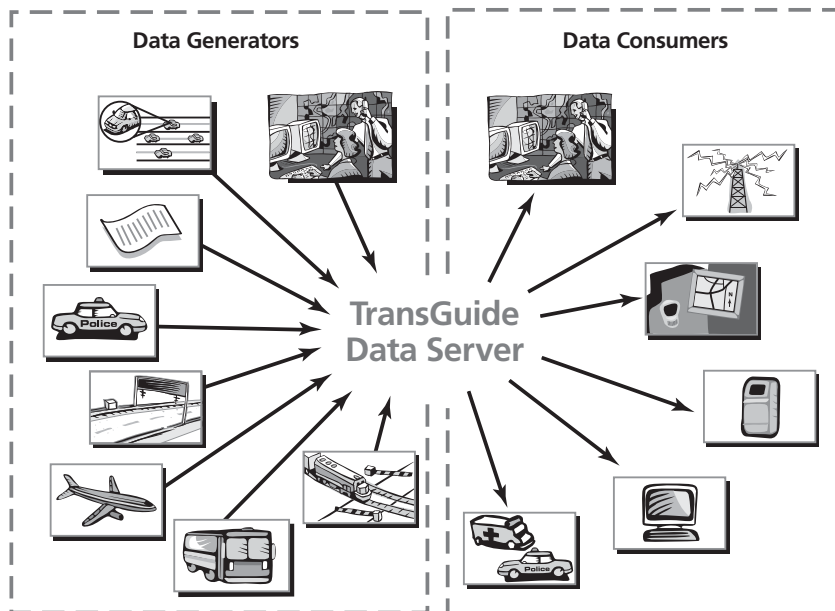 Data Generators
Data Consumers
TransGuide
Data Server
Police
N
Police